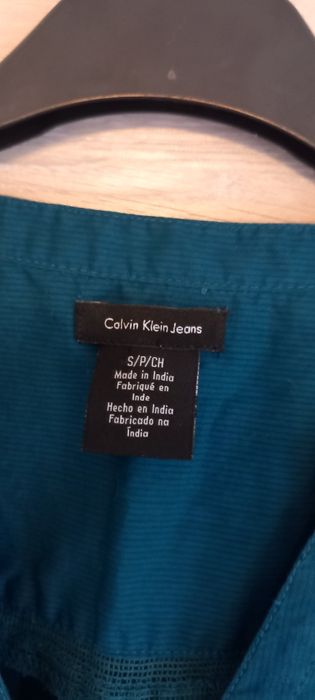 Calvin Klein Jeans
S/P/CH
Made in India
Fabriqué en
Inde
Hecho en India
Fabricado na
Índia